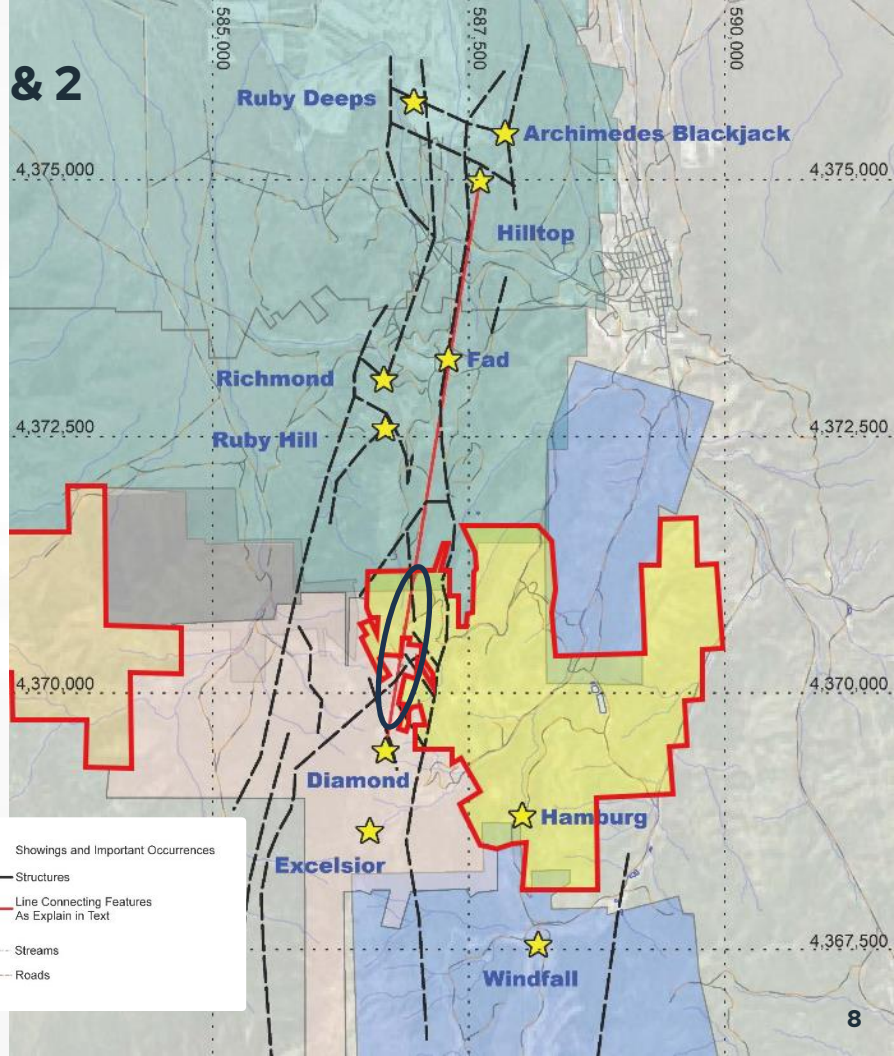 585,000
587,500
590,000
& 2
Ruby Deeps
Archimedes Blackjack
4,375,000
4,375,000
Hilltop
Fad
Richmond
4,372,500
4,372,500
Ruby Hill
4,370,000
4,370,000
Diamond
Hamburg
Excelsior
Showings and Important Occurrences
Structures
Line Connecting Features
As Explain in Text
Streams
Roads
4,367,500
Windfall
8